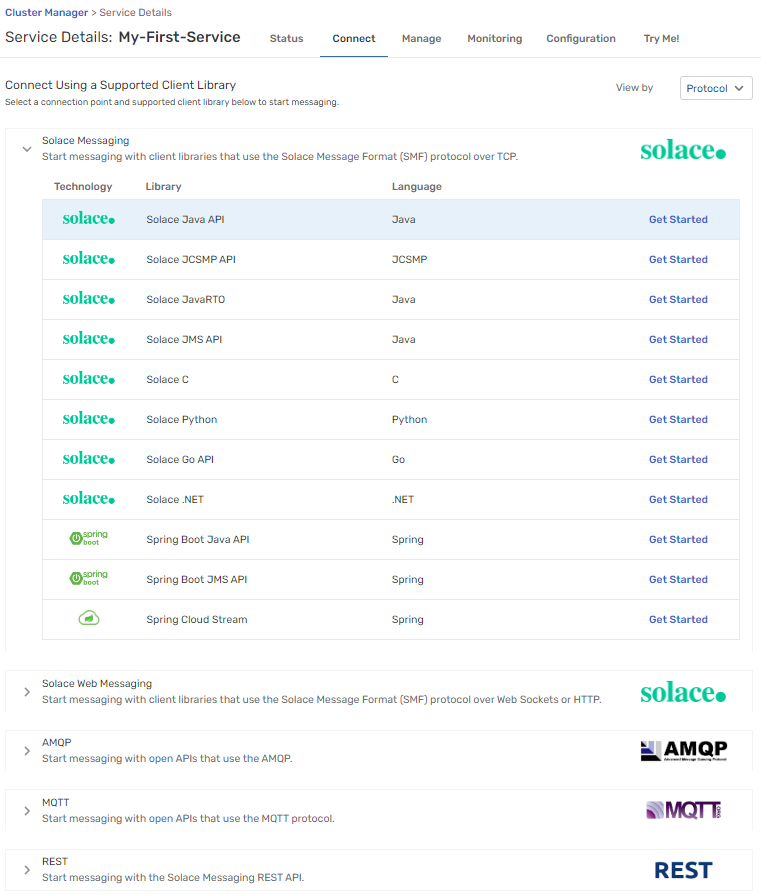 Cluster Manager > Service Details
Service Details: My-First-Service Status Connect Manage Monitoring Configuration Try Me!
Connect Using a Supported Client Library
Select a connection point and supported client library below to start messaging.
View by Protocol
Solace Messaging
Start messaging with client libraries that use the Solace Message Format (SMF) protocol over TCP.
solace.
Technology Library Language
solace. Solace Java API Java Get Started
solace. Solace JCSMP API JCSMP Get Started
solace. Solace JavaRTO Java Get Started
solace. Solace JMS API Java Get Started
solace. Solace C C Get Started
solace. Solace Python Python Get Started
solace. Solace Go API Go Get Started
solace. Solace .NET .NET Get Started
spring boot Spring Boot Java API Spring Get Started
spring boot Spring Boot JMS API Spring Get Started
Spring Cloud Stream Spring Get Started
Solace Web Messaging
Start messaging with client libraries that use the Solace Message Format (SMF) protocol over Web Sockets or HTTP.
solace.
AMQP
Start messaging with open APIs that use the AMQP.
AMQP
Advanced Message Queuing Protocol
MQTT
Start messaging with open APIs that use the MQTT protocol.
MQTT.ORG
REST
Start messaging with the Solace Messaging REST API.
REST